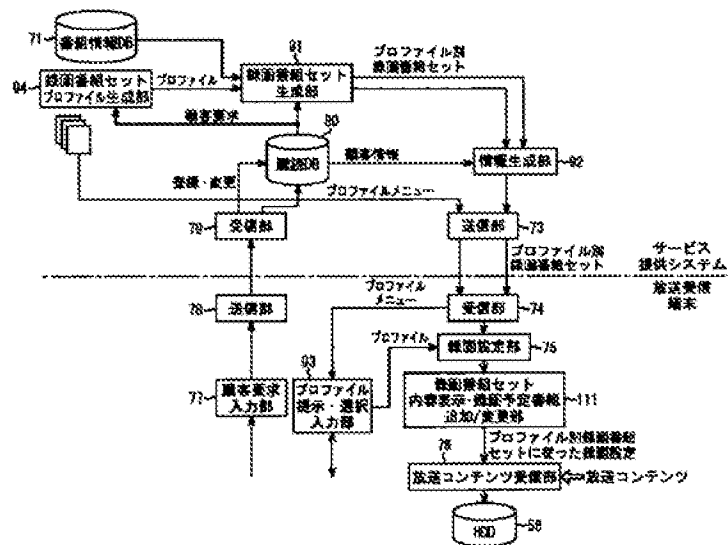 71
番組情報DB
94
録画番組セット
プロファイル生成部
プロファイル
91
録画番組セット
生成部
プロファイル別
録画番組セット
顧客要求
80
顧客DB
顧客情報
情報生成部
92
登録・変更
プロファイルメニュー
79
受信部
送信部
73
プロファイル別
録画番組セット
サービス
提供システム
放送受信
端末
78
送信部
プロファイル
メニュー
受信部
74
プロファイル
録画設定部
75
93
77
顧客要求
入力部
プロファイル
提示・選択
入力部
録画番組セット
内容表示・録画予定番組
追加/変更部
111
プロファイル別録画番組
セットに従った録画設定
放送コンテンツ受信部
放送コンテンツ
HDD